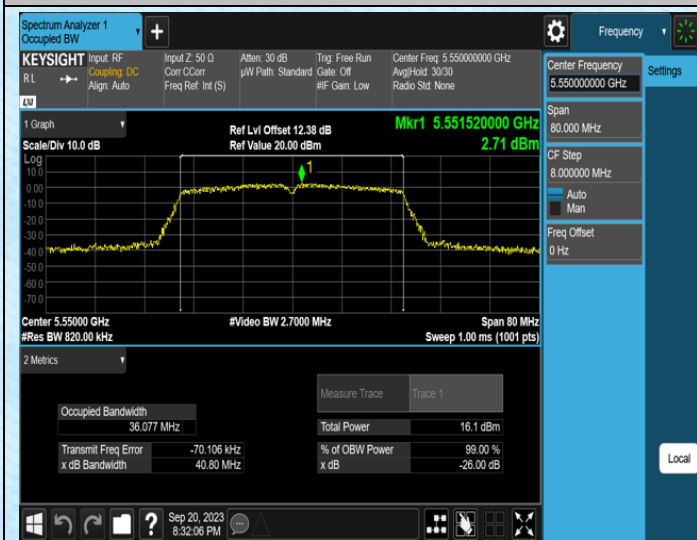 Spectrum Analyzer 1
Occupied BW
Frequency
KEYSIGHT
RL
LXI
Input: RF
Coupling: DC
Align: Auto
Input Z: 50 Ω
Corr CCorr
Freq Ref: Int (S)
Atten: 30 dB
µW Path: Standard
Trig: Free Run
Gate: Off
#IF Gain: Low
Center Freq: 5.550000000 GHz
Avg|Hold: 30/30
Radio Std: None
1 Graph
Scale/Div 10.0 dB
Ref Lvl Offset 12.38 dB
Ref Value 20.00 dBm
Mkr1 5.551520000 GHz
2.71 dBm
Log
10.0
0.00
-10.0
-20.0
-30.0
-40.0
-50.0
-60.0
-70.0
1
Center 5.55000 GHz
#Res BW 820.00 kHz
#Video BW 2.7000 MHz
Span 80 MHz
Sweep 1.00 ms (1001 pts)
2 Metrics
Measure Trace Trace 1
Occupied Bandwidth
36.077 MHz
Total Power 16.1 dBm
Transmit Freq Error -70.106 kHz
% of OBW Power 99.00 %
x dB Bandwidth 40.80 MHz
x dB -26.00 dB
Center Frequency
5.550000000 GHz
Settings
Span
80.000 MHz
CF Step
8.000000 MHz
Auto
Man
Freq Offset
0 Hz
Local
Sep 20, 2023
8:32:06 PM